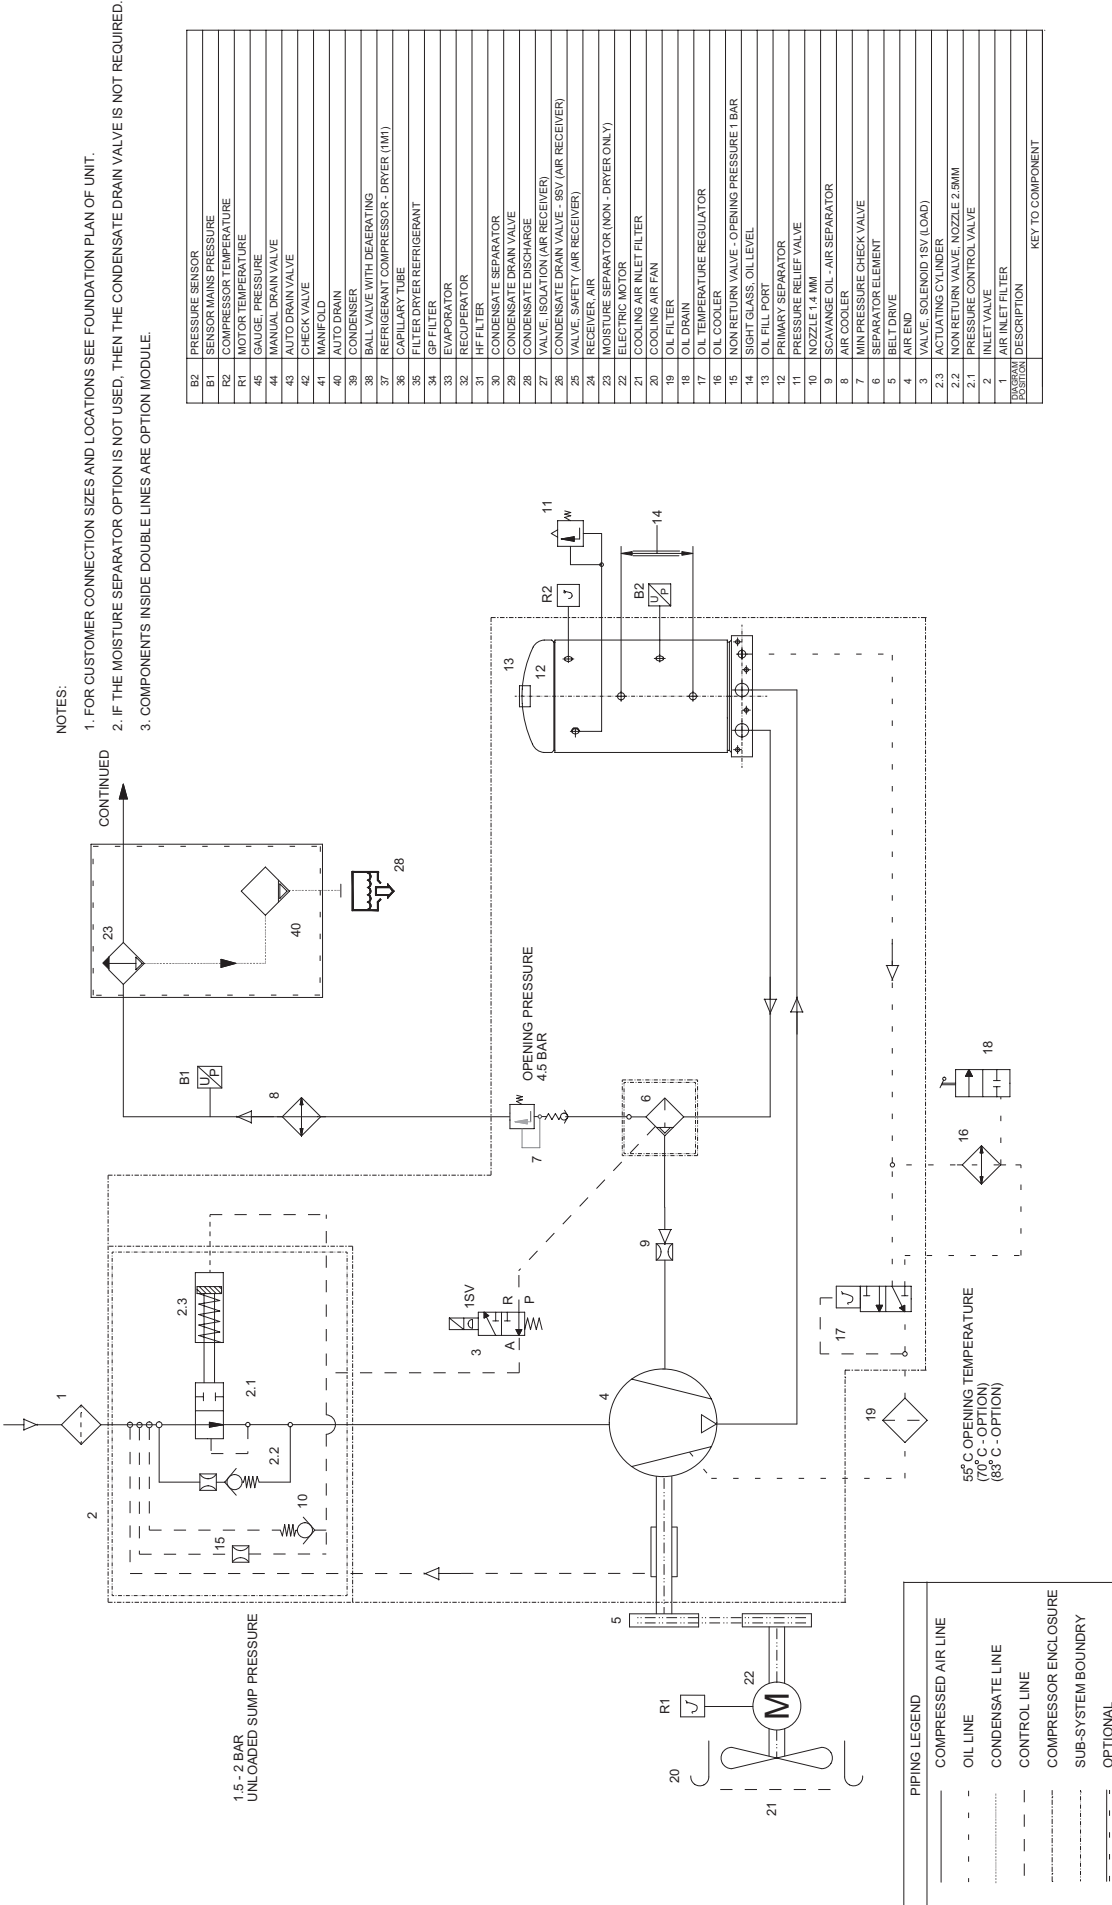 NOTES:
1. FOR CUSTOMER CONNECTION SIZES AND LOCATIONS SEE FOUNDATION PLAN OF UNIT.
2. IF THE MOISTURE SEPARATOR OPTION IS NOT USED, THEN THE CONDENSATE DRAIN VALVE IS NOT REQUIRED.
3. COMPONENTS INSIDE DOUBLE LINES ARE OPTION MODULE.
B2 PRESSURE SENSOR
B1 SENSOR MAINS PRESSURE
R2 COMPRESSOR TEMPERATURE
R1 MOTOR TEMPERATURE
45 GAUGE, PRESSURE
44 MANUAL DRAIN VALVE
43 AUTO DRAIN VALVE
42 CHECK VALVE
41 MANIFOLD
40 AUTO DRAIN
39 CONDENSER
38 BALL VALVE WITH DEAERATING
37 REFRIGERANT COMPRESSOR - DRYER (1M1)
36 CAPILLARY TUBE
35 FILTER DRYER REFRIGERANT
34 GP FILTER
33 EVAPORATOR
32 RECUPERATOR
31 HF FILTER
30 CONDENSATE SEPARATOR
29 CONDENSATE DRAIN VALVE
28 CONDENSATE DISCHARGE
27 VALVE, ISOLATION (AIR RECEIVER)
26 CONDENSATE DRAIN VALVE - 9SV (AIR RECEIVER)
25 VALVE, SAFETY (AIR RECEIVER)
24 RECEIVER, AIR
23 MOISTURE SEPARATOR (NON - DRYER ONLY)
22 ELECTRIC MOTOR
21 COOLING AIR INLET FILTER
20 COOLING AIR FAN
19 OIL FILTER
18 OIL DRAIN
17 OIL TEMPERATURE REGULATOR
16 OIL COOLER
15 NON RETURN VALVE - OPENING PRESSURE 1 BAR
14 SIGHT GLASS, OIL LEVEL
13 OIL FILL PORT
12 PRIMARY SEPARATOR
11 PRESSURE RELIEF VALVE
10 NOZZLE 1.4 MM
9 SCAVANGE OIL - AIR SEPARATOR
8 AIR COOLER
7 MIN PRESSURE CHECK VALVE
6 SEPARATOR ELEMENT
5 BELT DRIVE
4 AIR END
3 VALVE, SOLENOID 1SV (LOAD)
2.3 ACTUATING CYLINDER
2.2 NON RETURN VALVE, NOZZLE 2.5MM
2.1 PRESSURE CONTROL VALVE
2 INLET VALVE
1 AIR INLET FILTER
DIAGRAM POSITION DESCRIPTION
KEY TO COMPONENT
CONTINUED
23
40
28
B1
U/P
8
OPENING PRESSURE
4.5 BAR
7
6
9
11
R2
B2
U/P
14
13
12
1
2
2.3
2.1
2.2
10
15
1SV
3
R
P
A
4
5
1.5 - 2 BAR
UNLOADED SUMP PRESSURE
R1
22
M
20
21
16
18
17
19
55° C OPENING TEMPERATURE
(70° C - OPTION)
(83° C - OPTION)
PIPING LEGEND
COMPRESSED AIR LINE
OIL LINE
CONDENSATE LINE
CONTROL LINE
COMPRESSOR ENCLOSURE
SUB-SYSTEM BOUNDRY
OPTIONAL